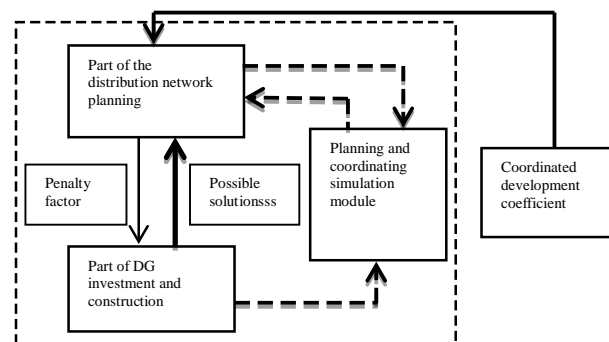 Part of the
distribution network
planning
Penalty
factor
Possible
solutionsss
Planning and
coordinating
simulation
module
Coordinated
development
coefficient
Part of DG
investment and
construction